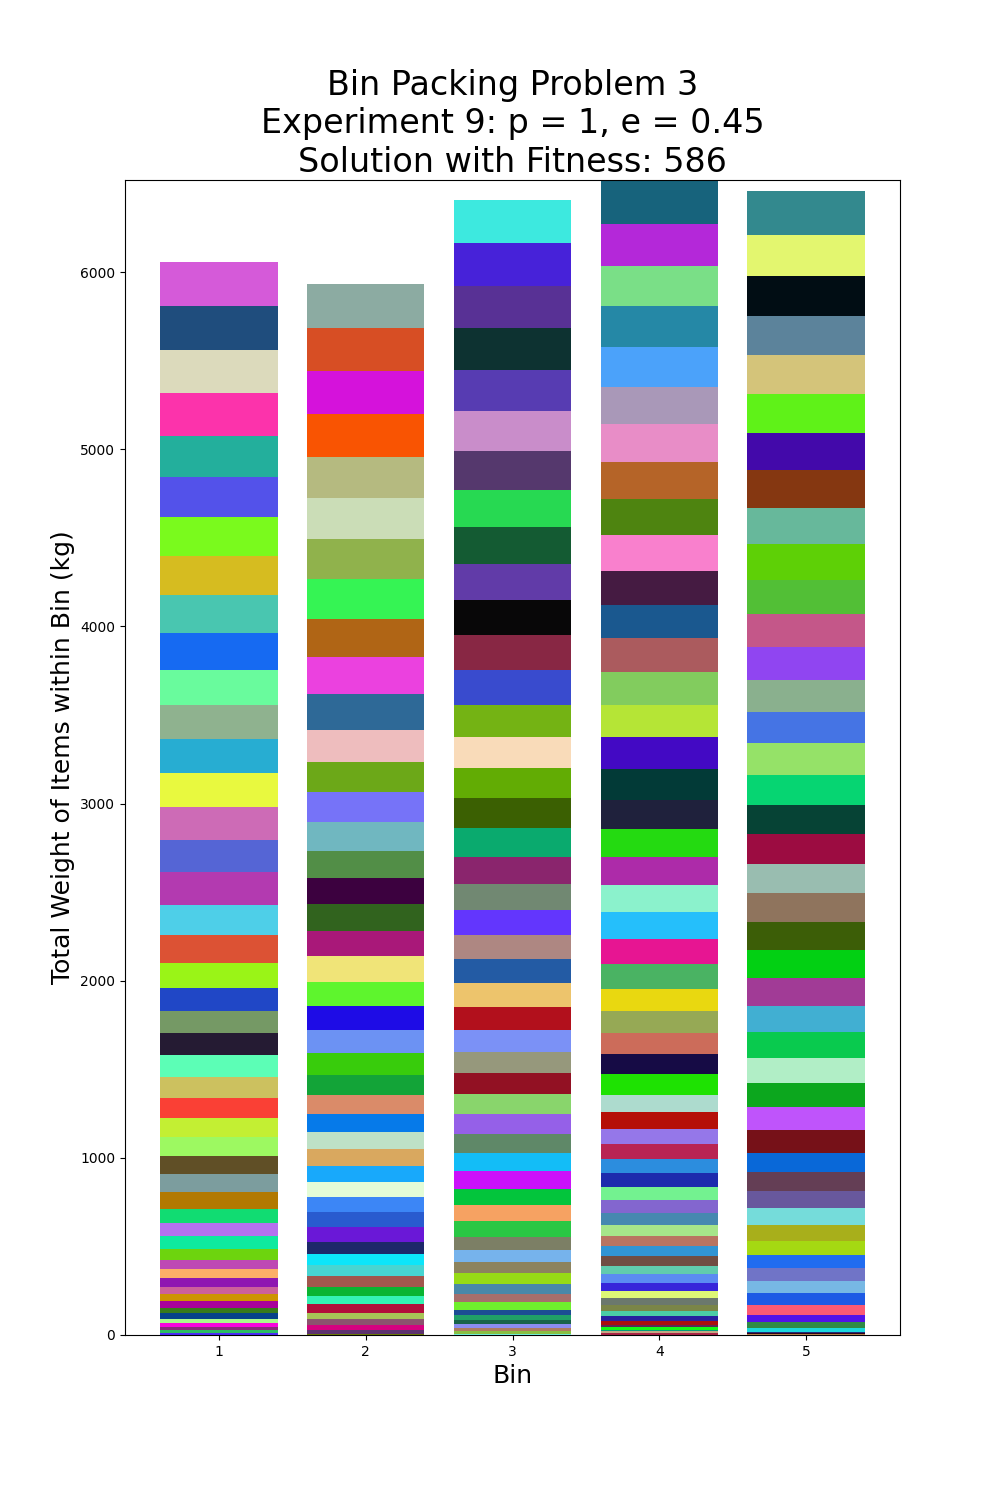 Bin Packing Problem 3
Experiment 9: p = 1, e = 0.45
Solution with Fitness: 586
Total Weight of Items within Bin (kg)
6000
5000
4000
3000
2000
1000
0
1 2 3 4 5
Bin